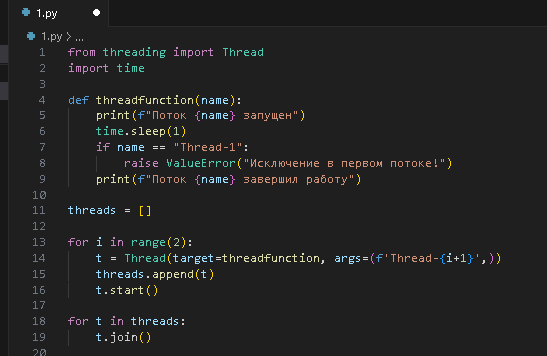 1.py
1.py > ...
1 from threading import Thread
2 import time
3
4 def threadfunction(name):
5     print(f"Поток {name} запущен")
6     time.sleep(1)
7     if name == "Thread-1":
8         raise ValueError("Исключение в первом потоке!")
9     print(f"Поток {name} завершил работу")
10
11 threads = []
12
13 for i in range(2):
14     t = Thread(target=threadfunction, args=(f'Thread-{i+1}',))
15     threads.append(t)
16     t.start()
17
18 for t in threads:
19     t.join()
20